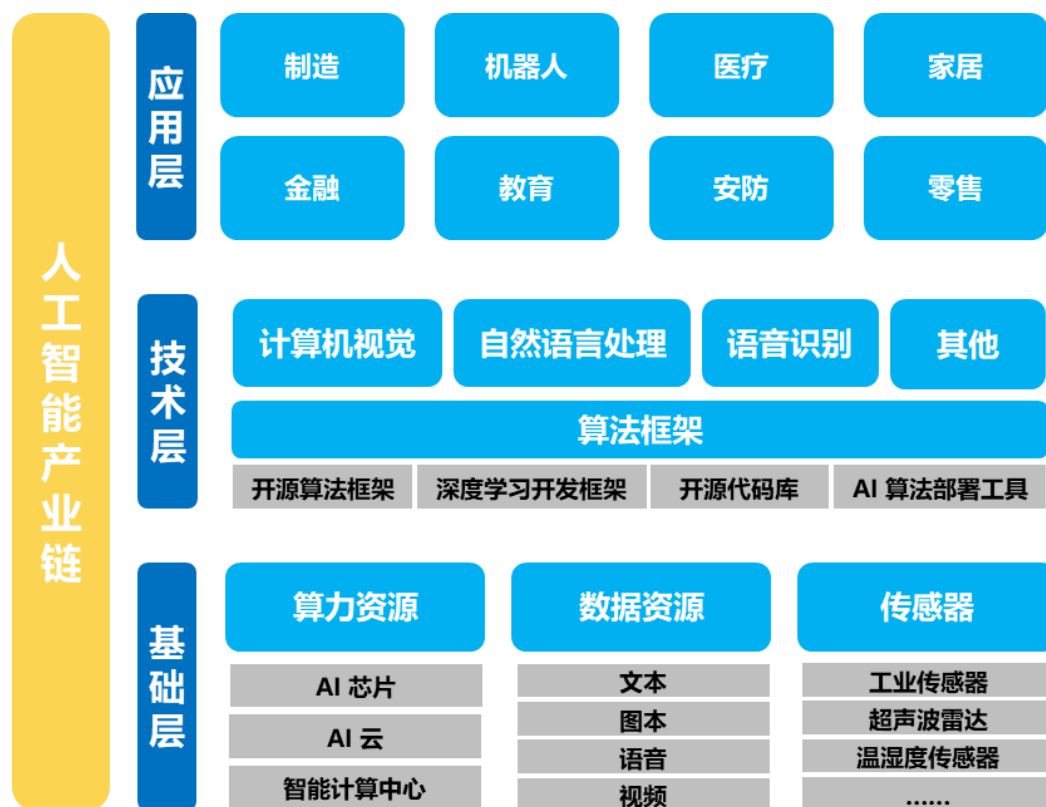 人工智能产业链
应用层
制造
机器人
医疗
家居
金融
教育
安防
零售
技术层
计算机视觉
自然语言处理
语音识别
其他
算法框架
开源算法框架
深度学习开发框架
开源代码库
AI 算法部署工具
基础层
算力资源
数据资源
传感器
AI 芯片
AI 云
智能计算中心
文本
图本
语音
视频
工业传感器
超声波雷达
温湿度传感器
……